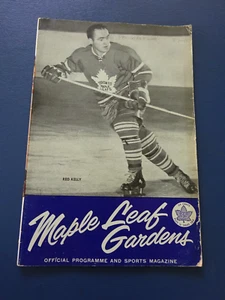 RED KELLY
Maple Leaf
Gardens
OFFICIAL PROGRAMME AND SPORTS MAGAZINE